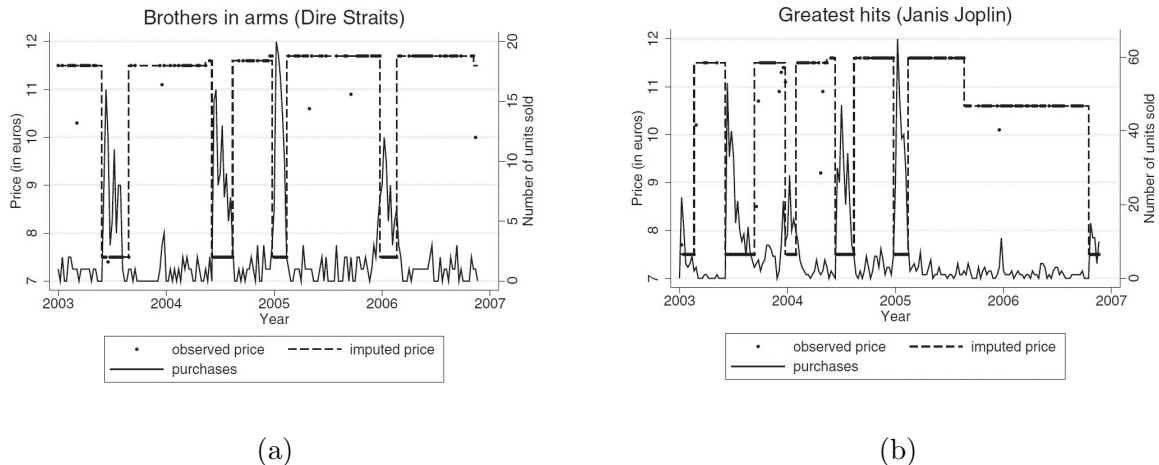 Brothers in arms (Dire Straits)
12
11
10
9
8
7
Price (in euros)
20
15
10
5
0
Number of units sold
2003 2004 2005 2006 2007
Year
observed price imputed price
purchases
(a)
Greatest hits (Janis Joplin)
12
11
10
9
8
7
Price (in euros)
60
40
20
0
Number of units sold
2003 2004 2005 2006 2007
Year
observed price imputed price
purchases
(b)